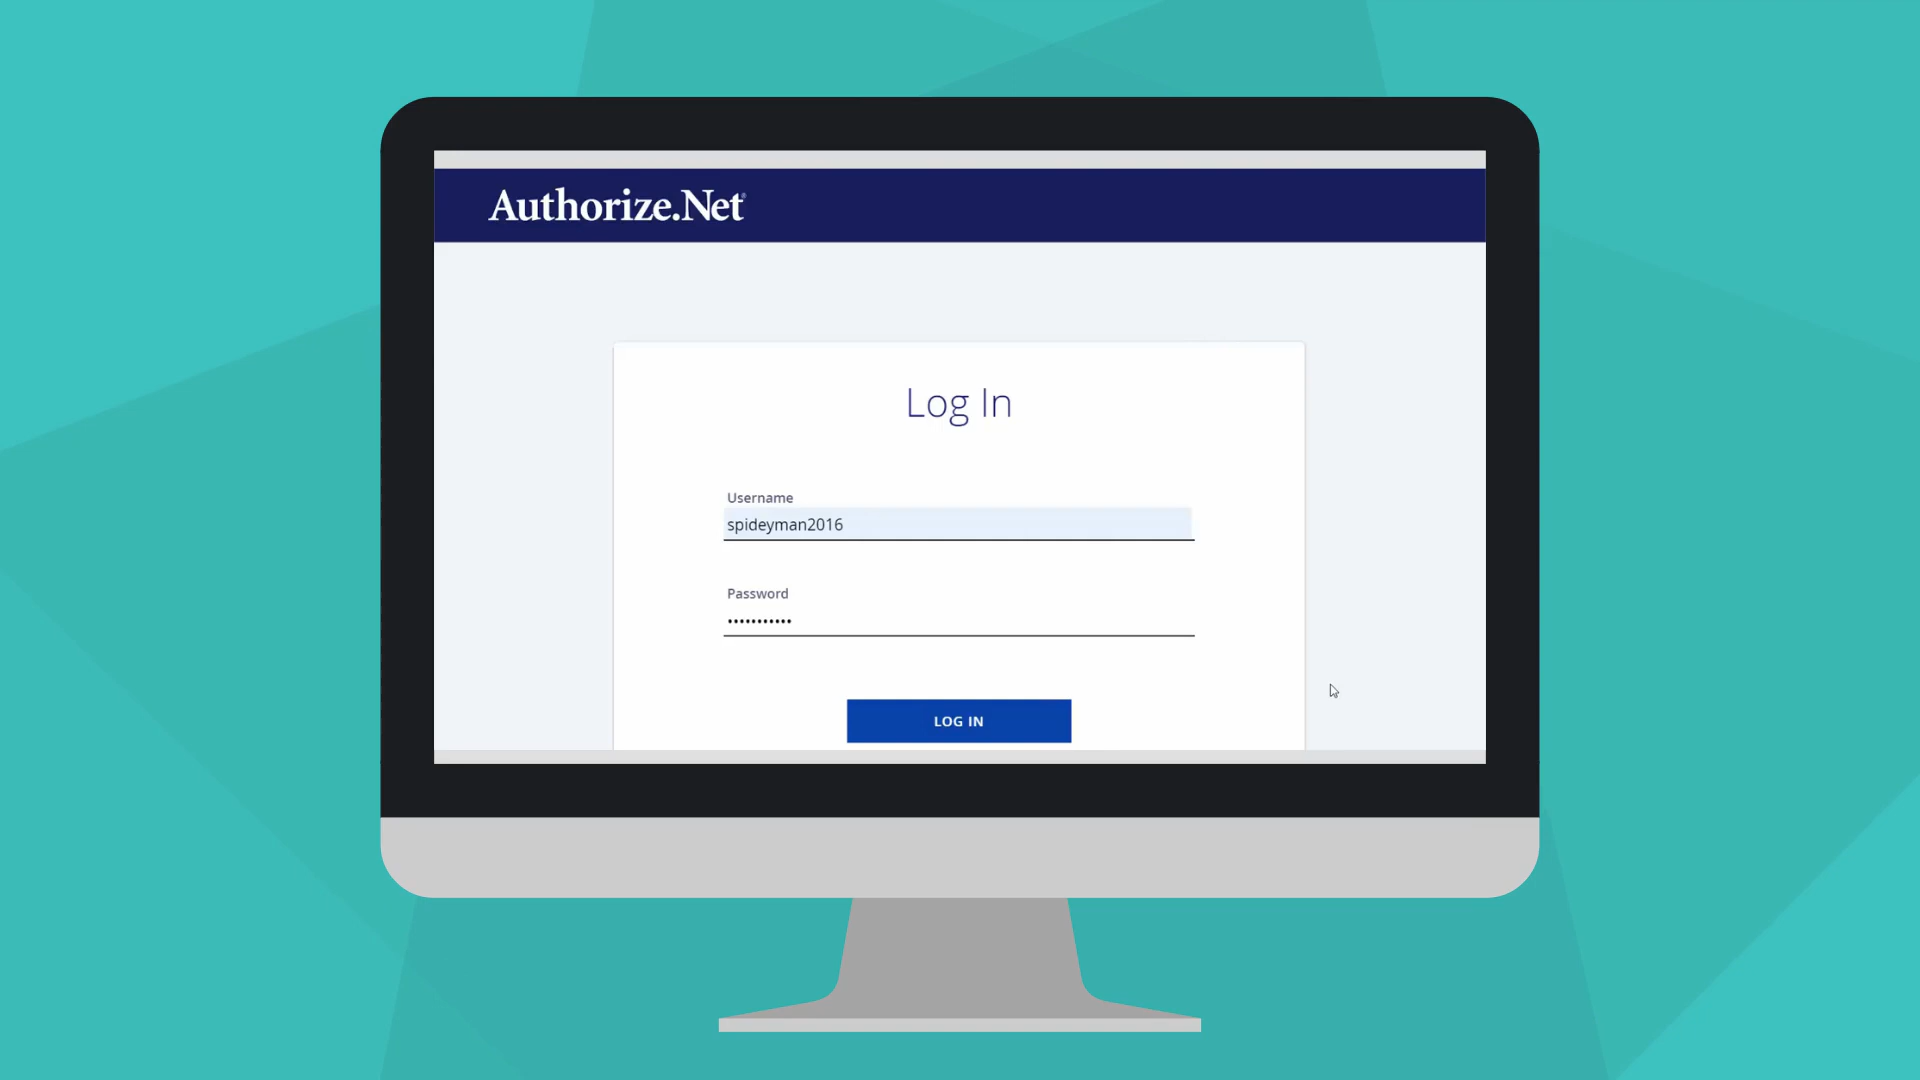 Authorize.Net
Log In
Username
spideyman2016
Password
•••••••••••
LOG IN